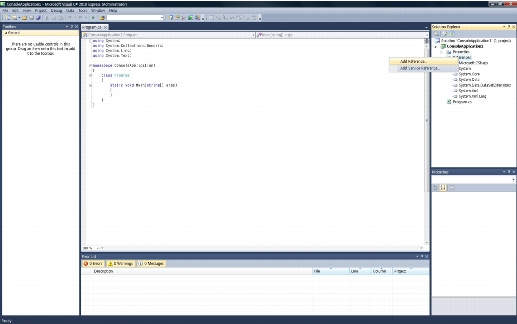 ConsoleApplication1 - Microsoft Visual C# 2010 Express (Administrator)
File Edit View Project Debug Data Tools Window Help
Toolbox
General
There are no usable controls in this
group. Drag an item onto this text to add
it to the toolbox.
Program.cs
using System;
using System.Collections.Generic;
using System.Linq;
using System.Text;
namespace ConsoleApplication1
{
class Program
{
static void Main(string[] args)
{
}
}
}
Solution Explorer
Solution 'ConsoleApplication1' (1 project)
ConsoleApplication1
Properties
References
Add Reference...
Add Service Reference...
Microsoft.CSharp
System
System.Core
System.Data
System.Data.DataSetExtensions
System.Xml
System.Xml.Linq
Program.cs
Properties
100 %
Error List
0 Errors
0 Warnings
0 Messages
Description
File
Line
Column
Project
Ready